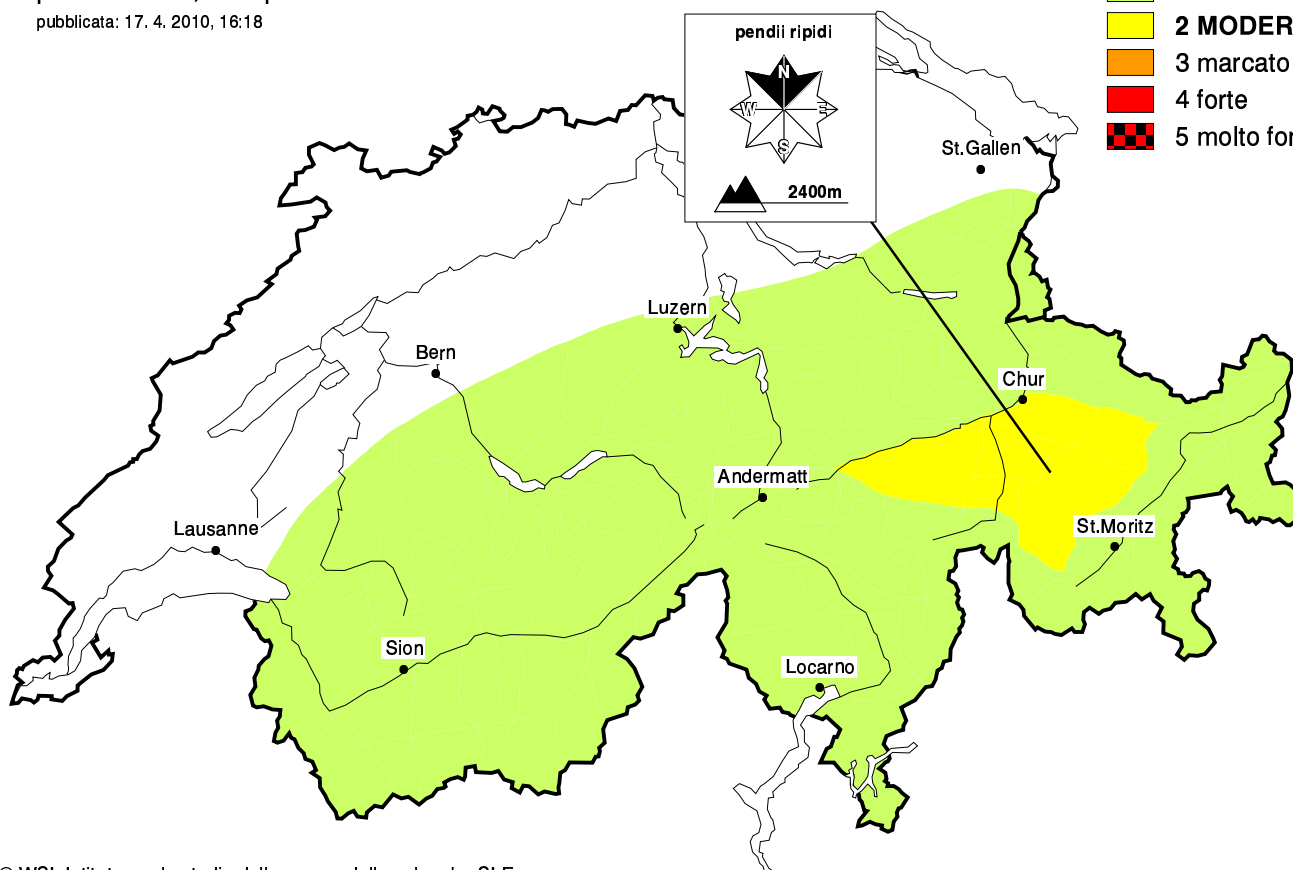 pubblicata: 17. 4. 2010, 16:18
2 MODER
3 marcato
4 forte
5 molto for
pendii ripidi
N
W
E
S
2400m
St.Gallen
Luzern
Bern
Chur
Andermatt
Lausanne
St.Moritz
Sion
Locarno